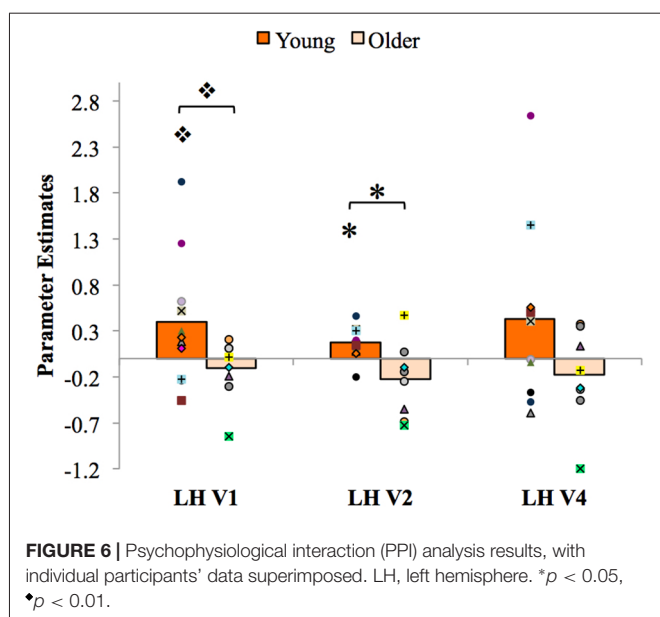 Young Older
Parameter Estimates
2.8
2.3
1.8
1.3
0.8
0.3
-0.2
-0.7
-1.2
❖
❖
*
*
LH V1 LH V2 LH V4
FIGURE 6 | Psychophysiological interaction (PPI) analysis results, with
individual participants’ data superimposed. LH, left hemisphere. *p < 0.05,
◆p < 0.01.